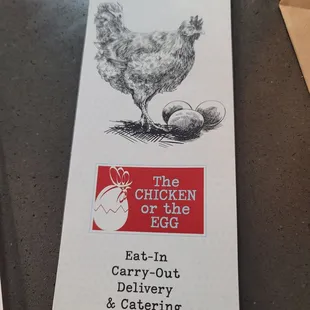 The
CHICKEN
or the
EGG
Eat-In
Carry-Out
Delivery
& Catering